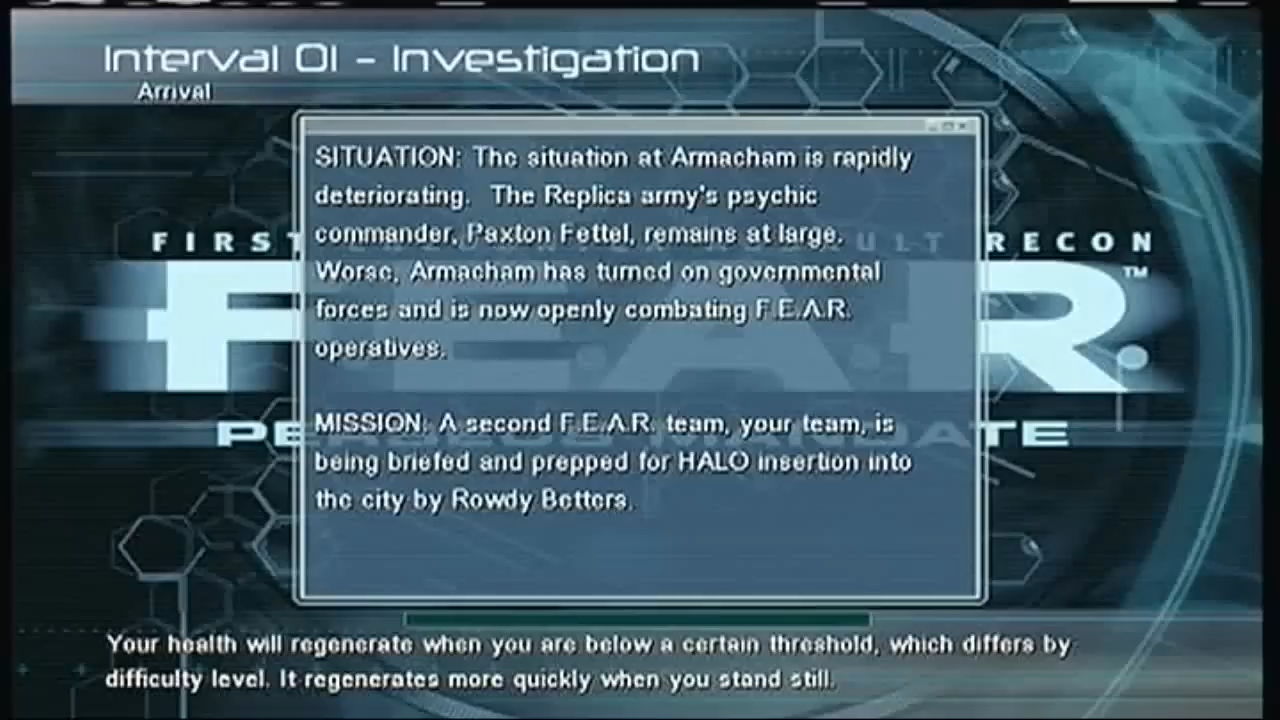 Interval 01 - Investigation
Arrival
SITUATION: The situation at Armacham is rapidly
deteriorating. The Replica army's psychic
commander, Paxton Fettel, remains at large.
Worse, Armacham has turned on governmental
forces and is now openly combating F.E.A.R.
operatives.
MISSION: A second F.E.A.R. team, your team, is
being briefed and prepped for HALO insertion into
the city by Rowdy Betters.
FIRST RECON
F.E.A.R.™
Your health will regenerate when you are below a certain threshold, which differs by
difficulty level. It regenerates more quickly when you stand still.